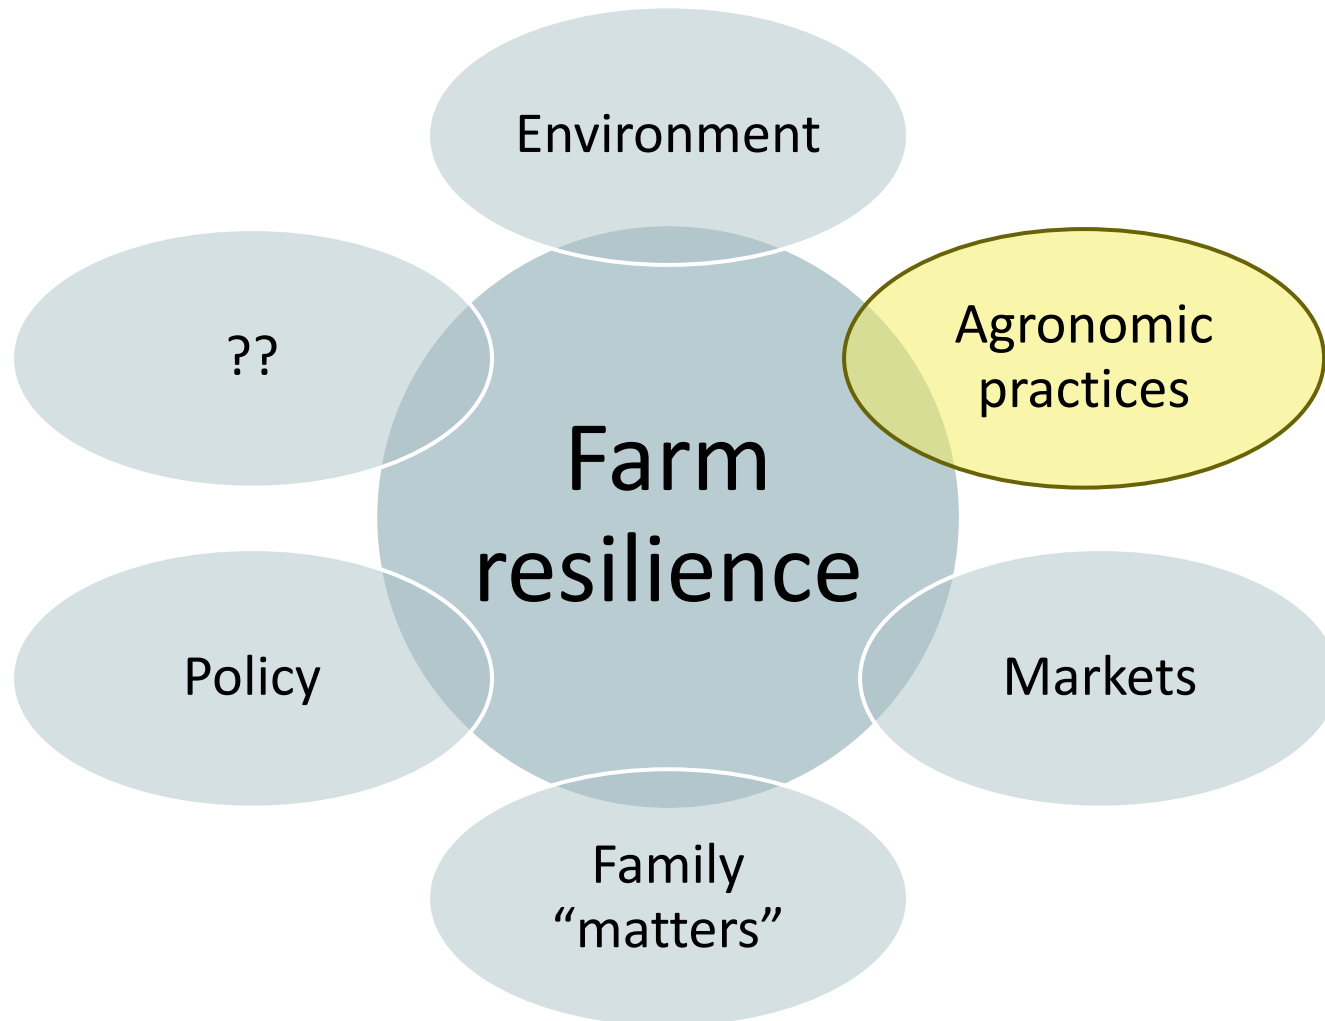 Environment
Agronomic
practices
??
Farm
resilience
Policy
Markets
Family
“matters”